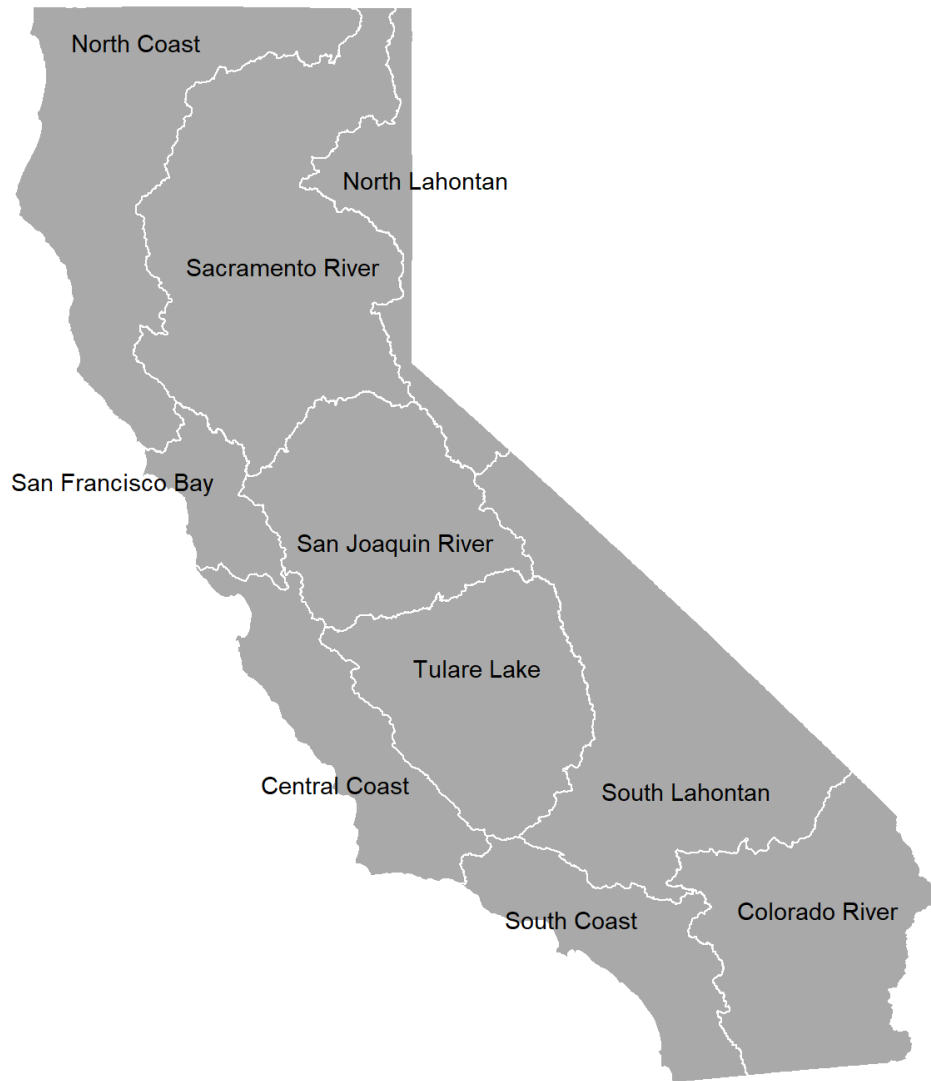 North Coast
North Lahontan
Sacramento River
San Francisco Bay
San Joaquin River
Tulare Lake
Central Coast
South Lahontan
Colorado River
South Coast